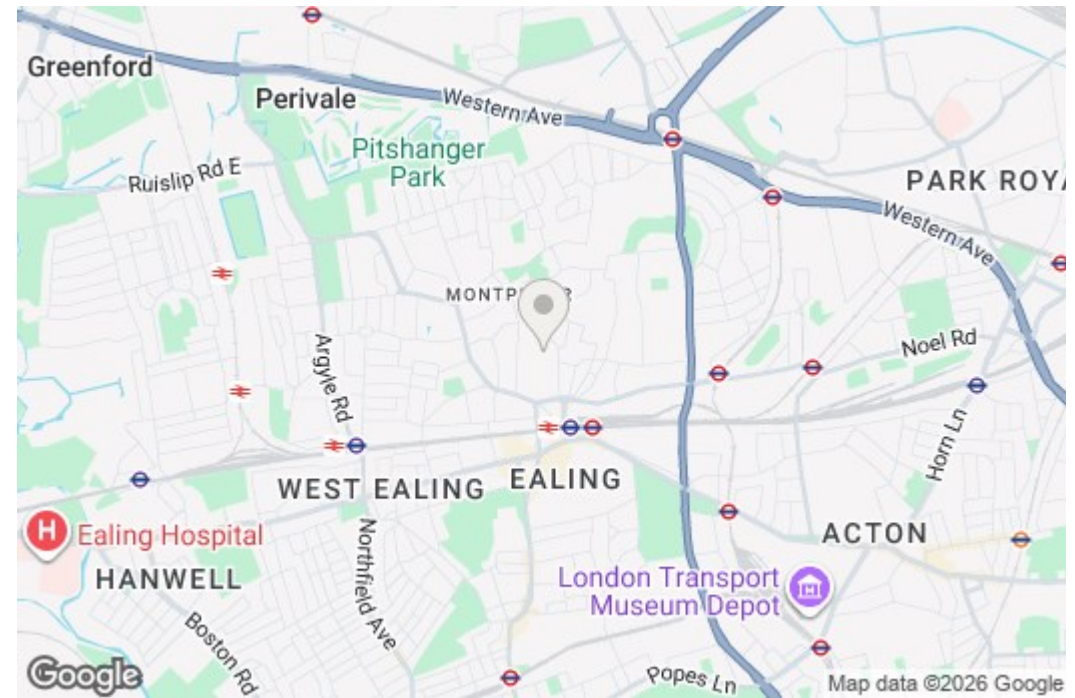 Greenford
Perivale
Western Ave
Pitshanger
Park
Ruislip Rd E
PARK ROYA
Western Ave
Argyle Rd
Noel Rd
Horn Ln
WEST EALING
EALING
H
Ealing Hospital
HANWELL
Northfield Ave
ACTON
London Transport
Museum Depot
Boston Rd
Popes Ln
Google
Map data ©2026 Google